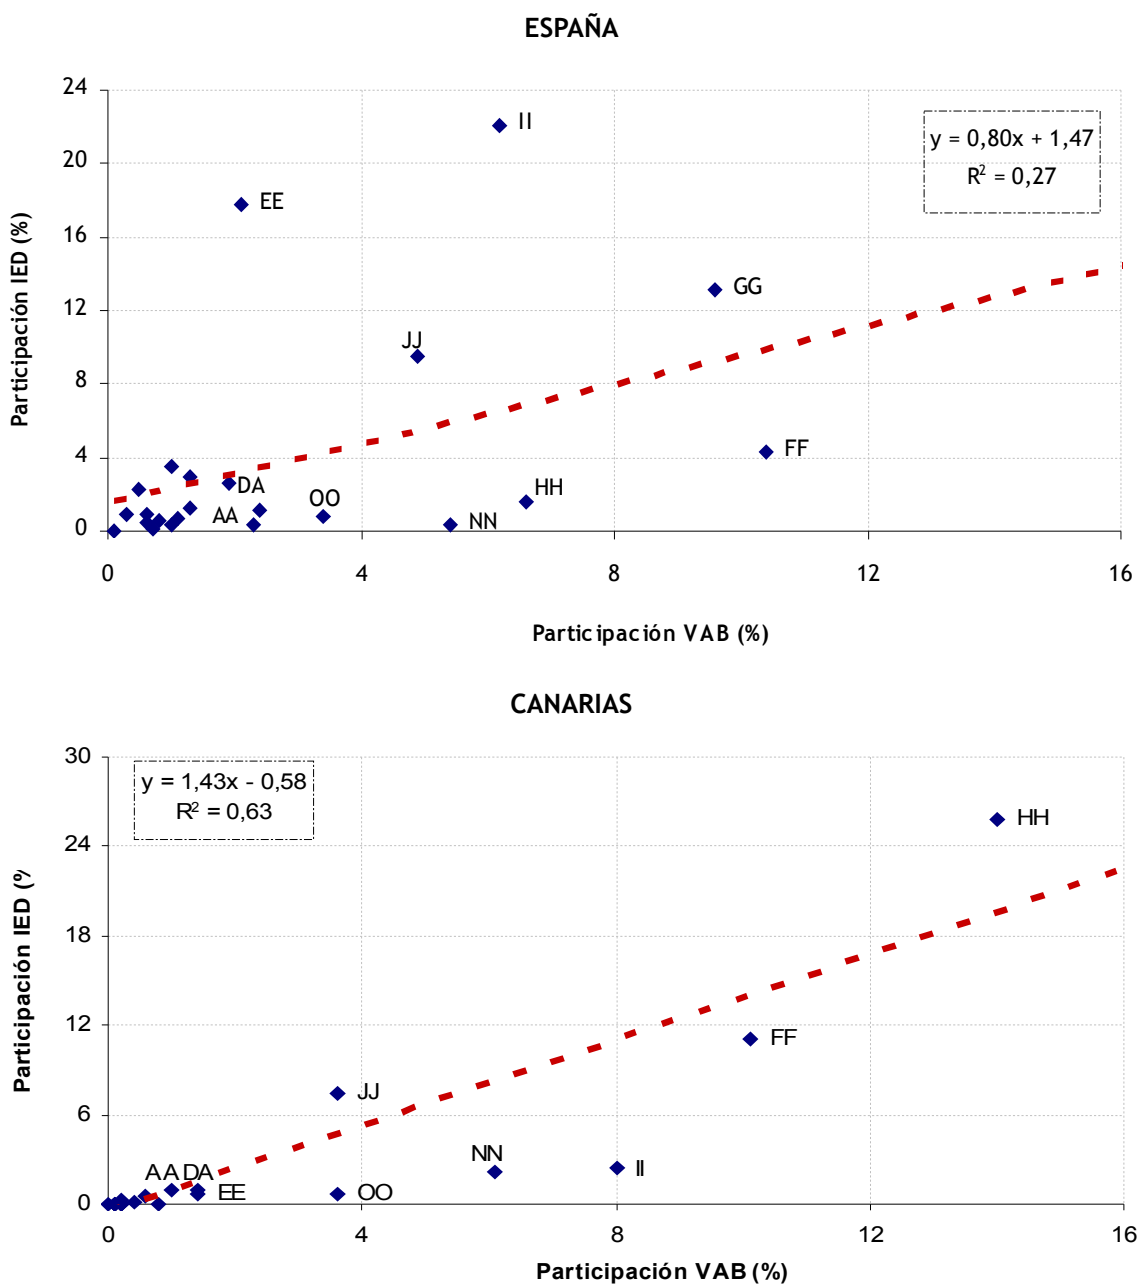 ESPAÑA
24
20
16
12
8
4
0
Participación IED (%)
II
EE
GG
JJ
FF
DA
HH
OO
AA
NN
y = 0,80x + 1,47
R² = 0,27
0 4 8 12 16
Participación VAB (%)
CANARIAS
30
24
18
12
6
0
Participación IED (%
y = 1,43x - 0,58
R² = 0,63
HH
FF
JJ
NN
II
AA DA
EE
OO
0 4 8 12 16
Participación VAB (%)